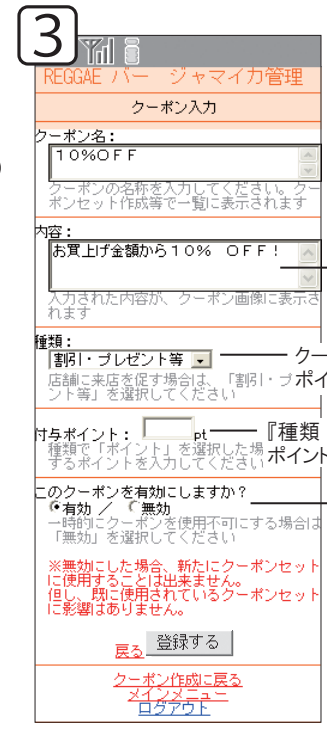 3
REGGAE バー　ジャマイカ管理
クーポン入力
クーポン名：
１０%ＯＦＦ
クーポンの名称を入力してください。クー
ポンセット作成等で一覧に表示されます
内容：
お買上げ金額から１０%　ＯＦＦ！
入力された内容が、クーポン画像に表示さ
れます
種類：
割引・プレゼント等
クー
店舗に来店を促す場合は、「割引・プ
ポイ
ント等」を選択してください
付与ポイント：
pt
『種類
種類で「ポイント」を選択した場
ポイント
するポイントを入力してください
このクーポンを有効にしますか？
有効 ／ 無効
一時的にクーポンを使用不可にする場合は
「無効」を選択してください
※無効にした場合、新たにクーポンセット
に使用することは出来ません。
但し、既に使用されているクーポンセット
に影響はありません。
戻る 登録する
クーポン作成に戻る
メインメニュー
ログアウト